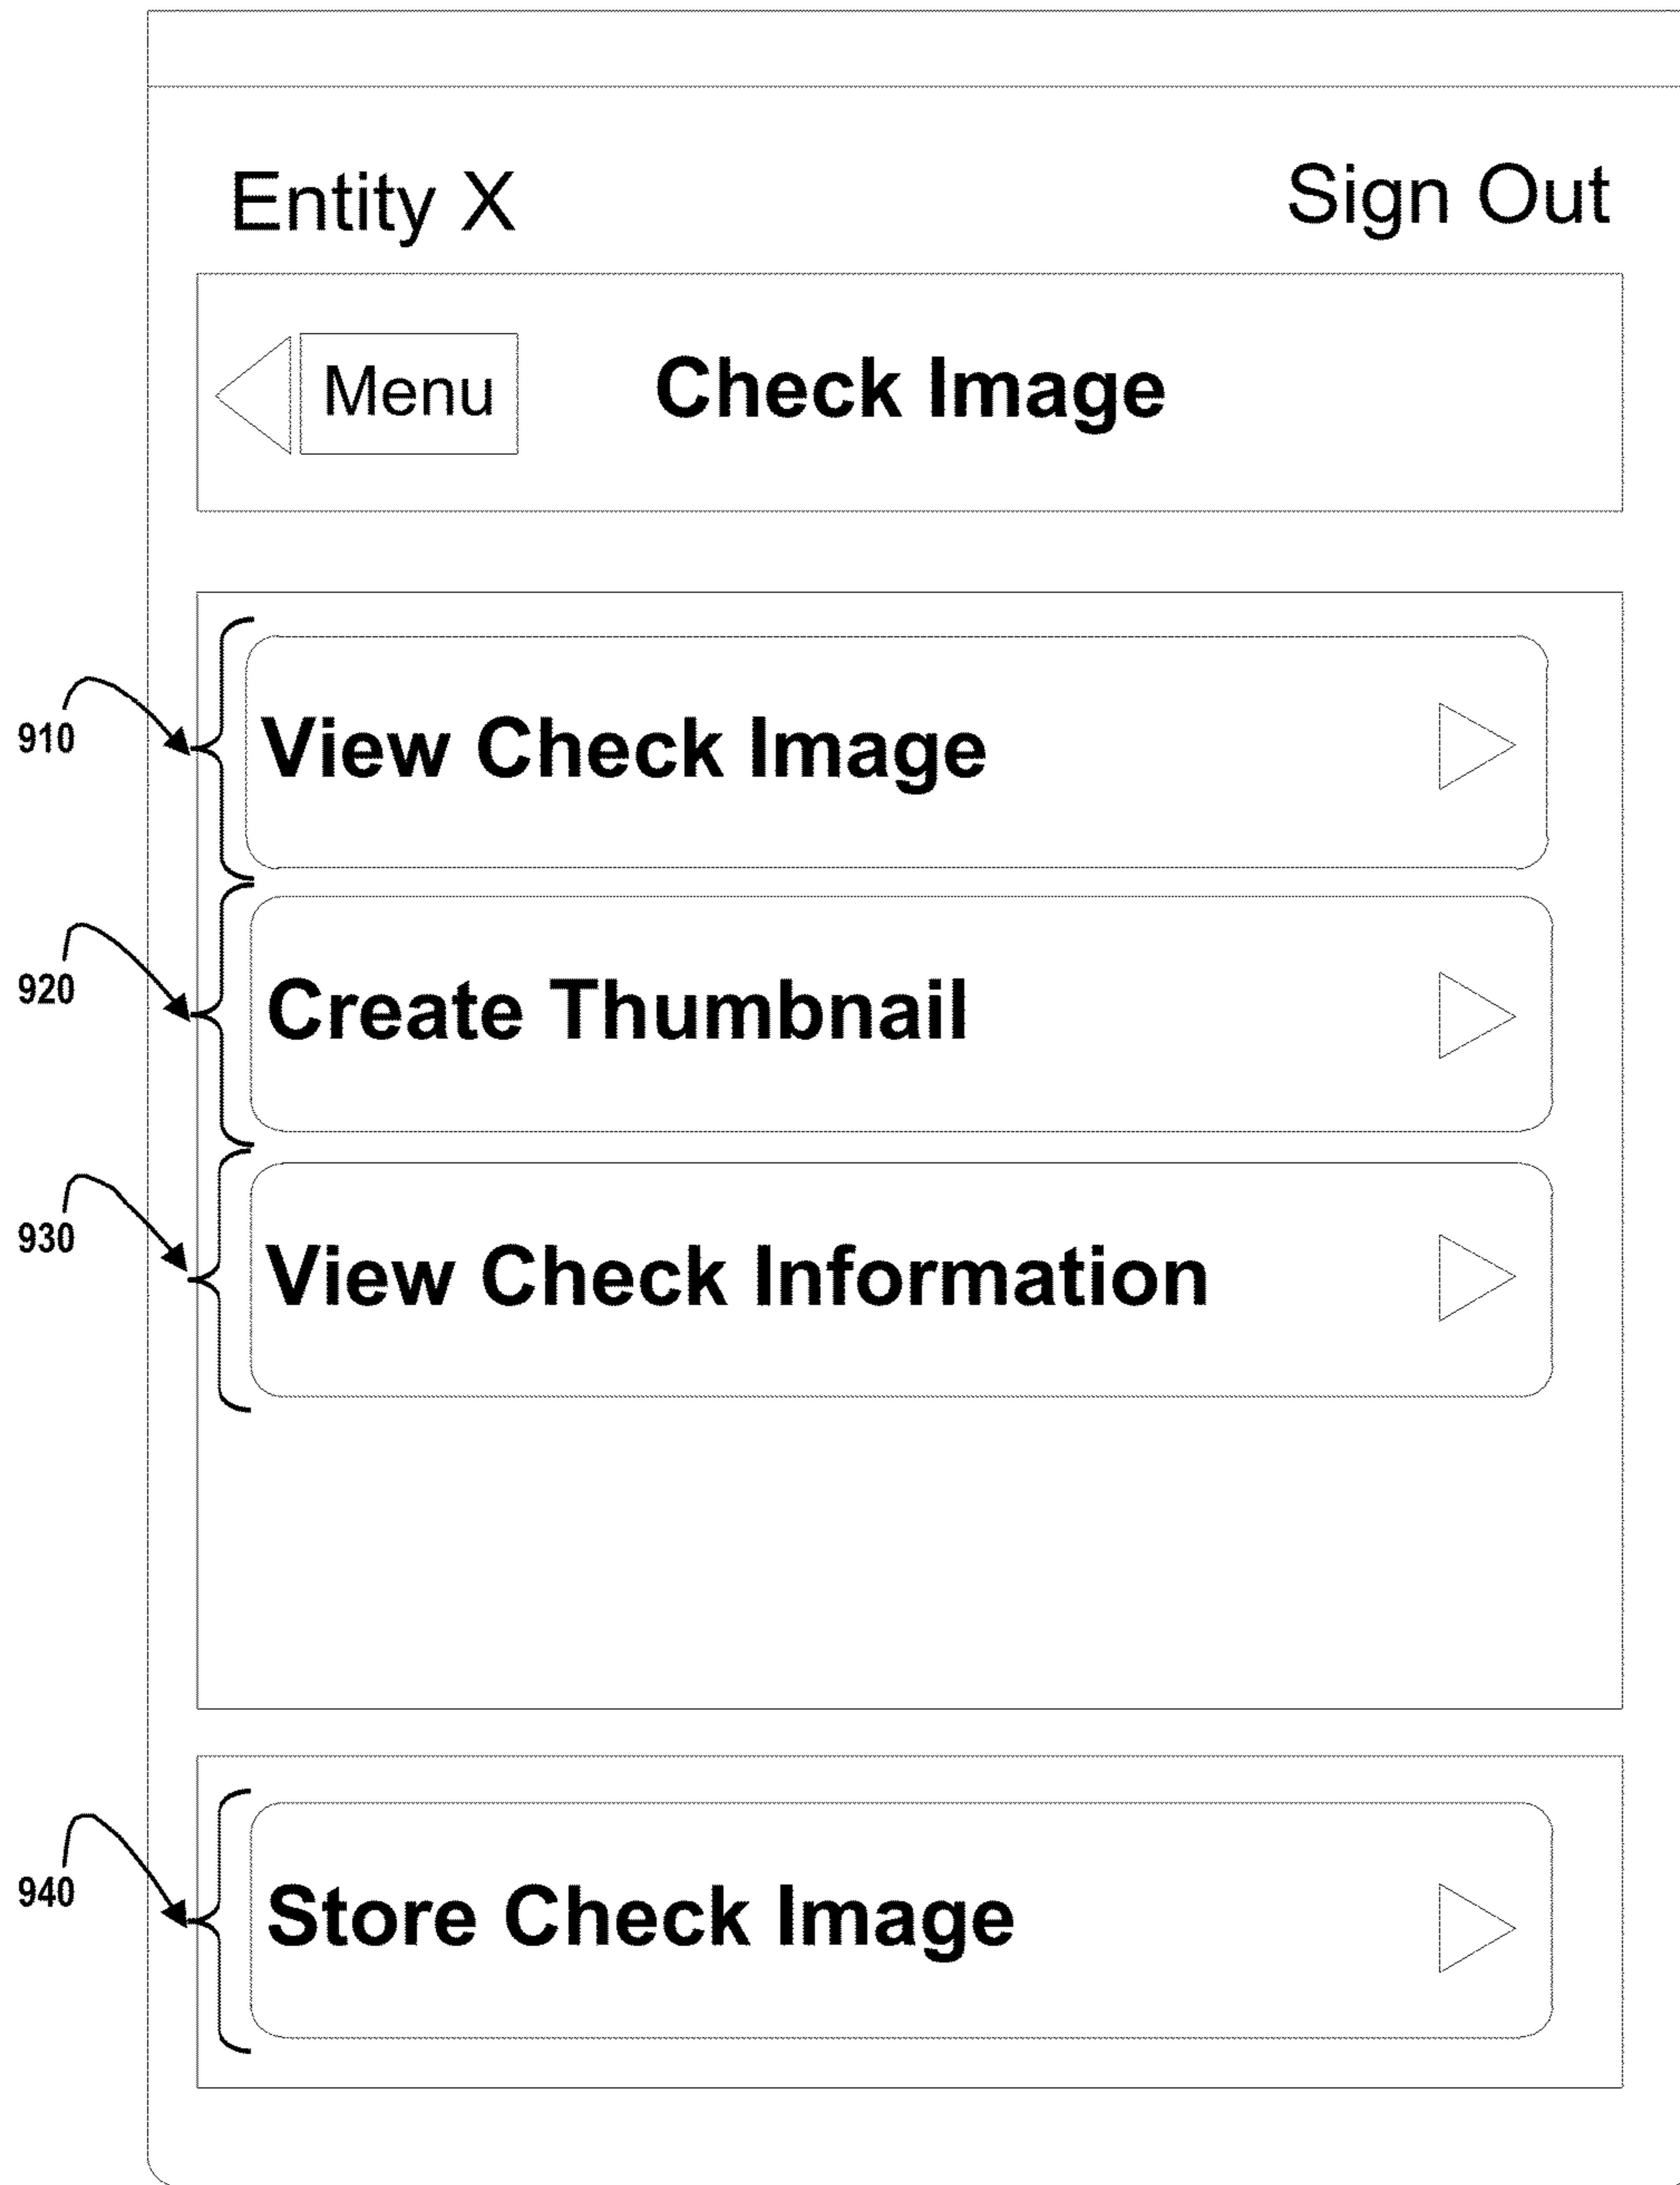 Entity X Sign Out
Menu Check Image
910 View Check Image
920 Create Thumbnail
930 View Check Information
940 Store Check Image